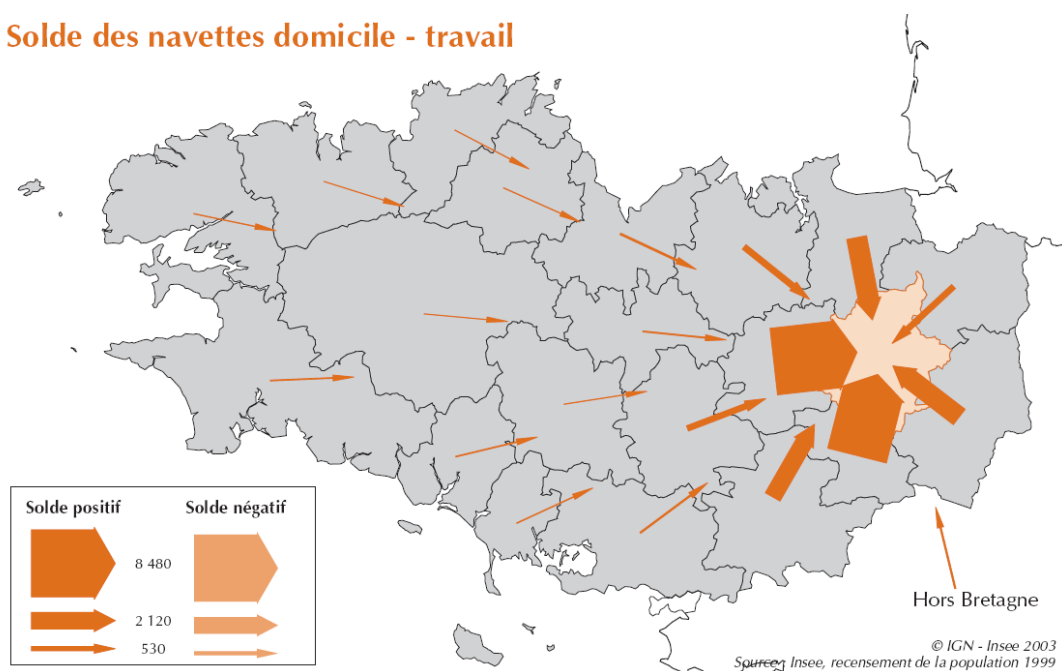 Solde des navettes domicile - travail
Solde positif Solde négatif
8 480
2 120
530
Hors Bretagne
© IGN - Insee 2003
Source : Insee, recensement de la population 1999